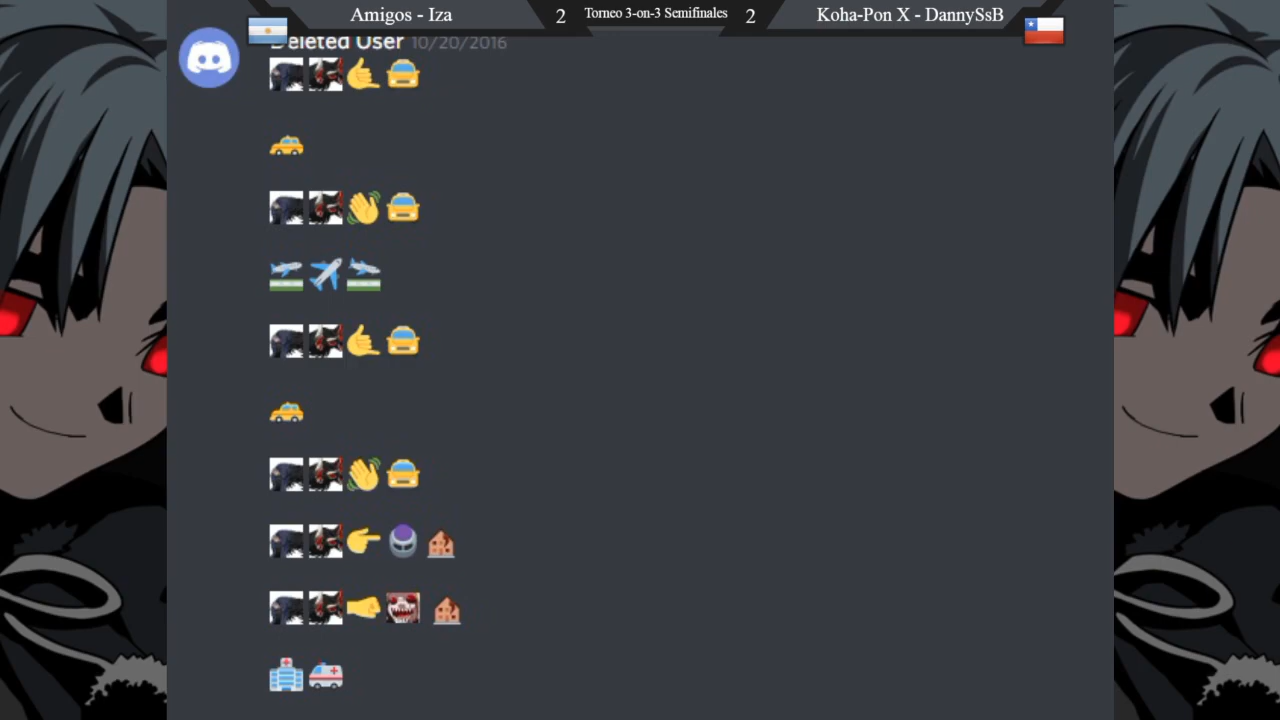 Amigos - Iza 2 Torneo 3-on-3 Semifinales 2 Koha-Pon X - DannySsB
Deleted User 10/20/2016